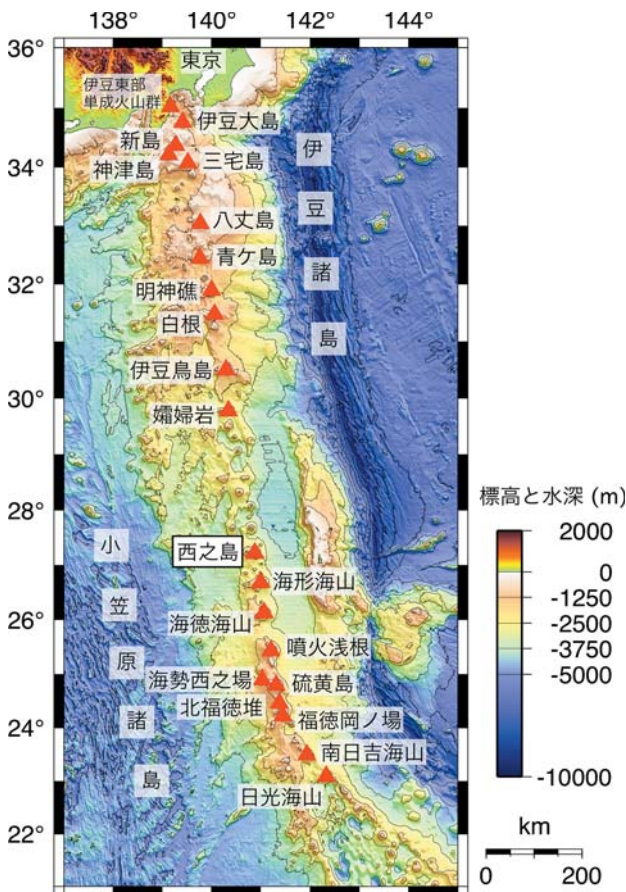 138°
140°
142°
144°
36°
34°
32°
30°
28°
26°
24°
22°
東京
伊豆東部
単成火山群
伊豆大島
新島
神津島
三宅島
八丈島
青ケ島
明神礁
白根
伊豆鳥島
孀婦岩
西之島
海形海山
海徳海山
噴火浅根
海勢西之場
硫黄島
北福徳堆
福徳岡ノ場
南日吉海山
日光海山
伊
豆
諸
島
小
笠
原
諸
島
標高と水深 (m)
2000
0
-1250
-2500
-3750
-5000
-10000
km
0 200